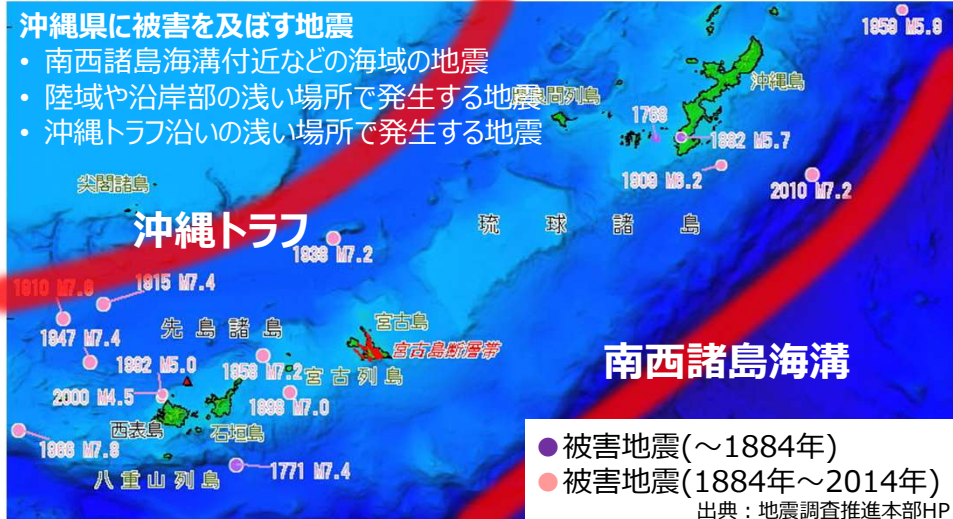 沖縄県に被害を及ぼす地震
• 南西諸島海溝付近などの海域の地震
• 陸域や沿岸部の浅い場所で発生する地震
• 沖縄トラフ沿いの浅い場所で発生する地震
1959 M5.9
沖縄島
慶良間列島
1768
1882 M5.7
1909 M6.2
2010 M7.2
尖閣諸島
沖縄トラフ
琉球諸島
1938 M7.2
1915 M7.4
1947 M7.4
先島諸島
宮古島
宮古島断層帯
南西諸島海溝
1992 M5.0
1958 M7.2
宮古列島
2000 M4.5
1898 M7.0
西表島
石垣島
八重山列島
1771 M7.4
被害地震(～1884年)
被害地震(1884年～2014年)
出典：地震調査推進本部HP